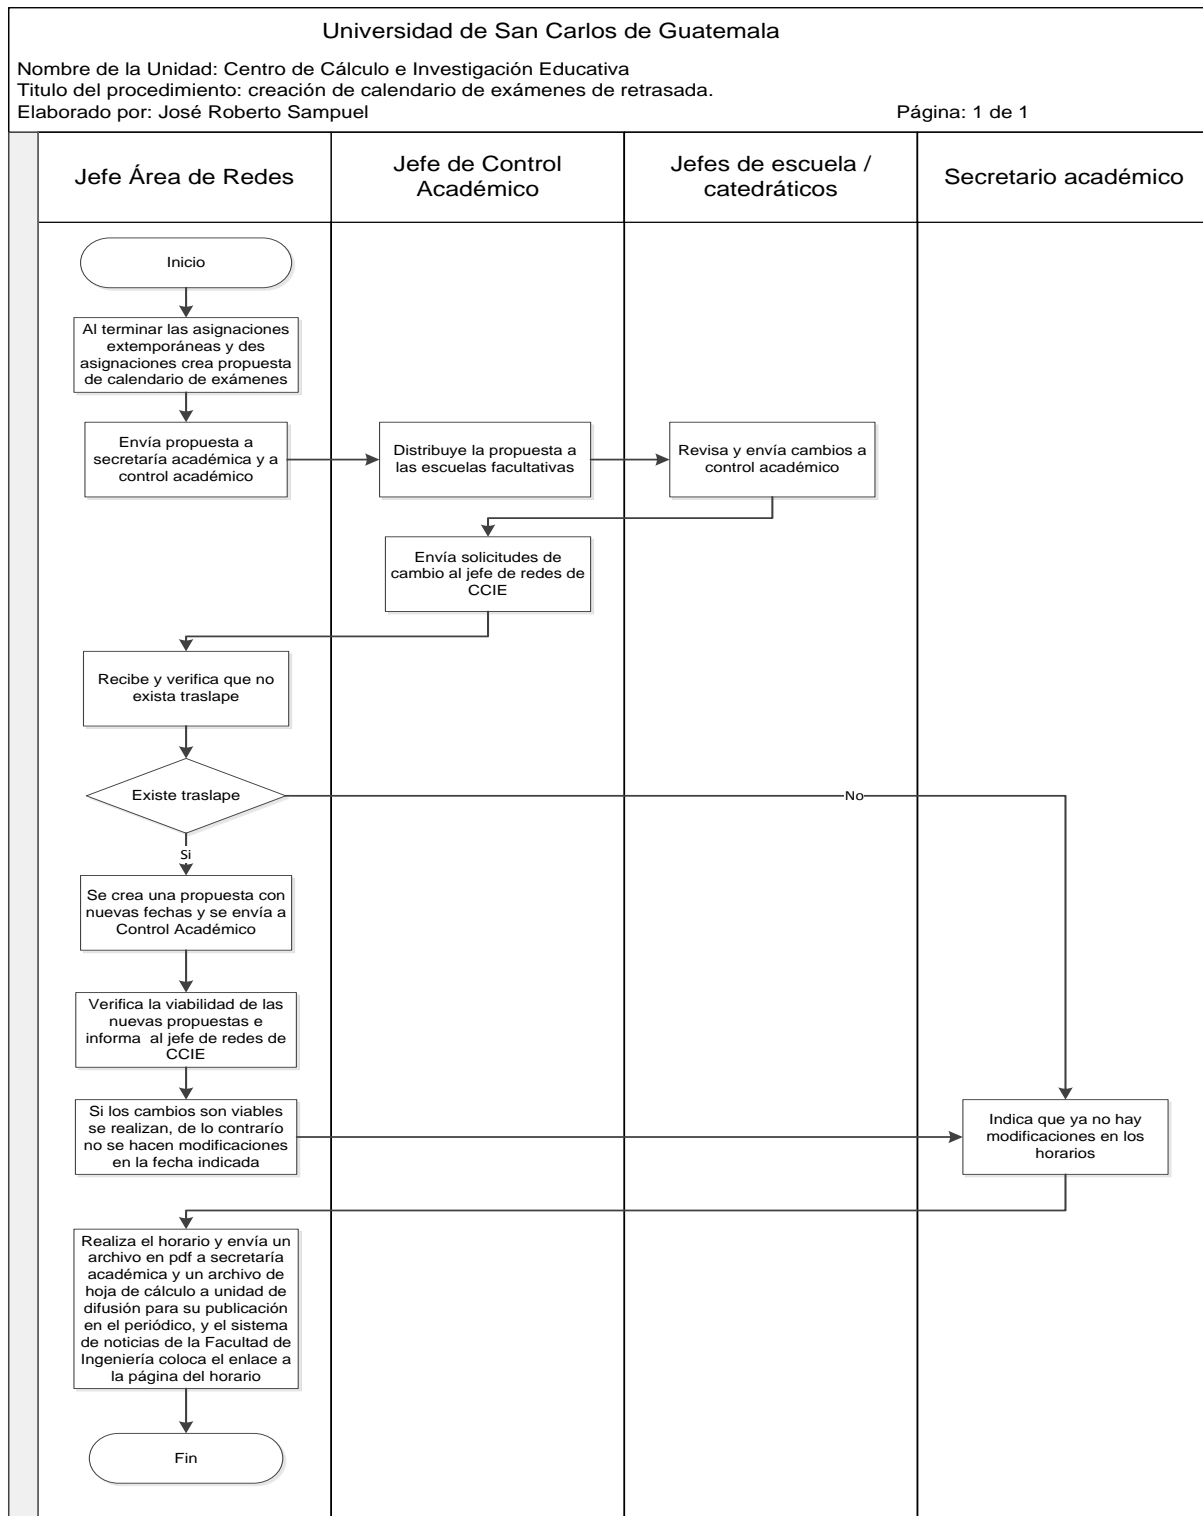 Universidad de San Carlos de Guatemala
Nombre de la Unidad: Centro de Cálculo e Investigación Educativa
Titulo del procedimiento: creación de calendario de exámenes de retrasada.
Elaborado por: José Roberto Sampuel
Página: 1 de 1
Jefe Área de Redes
Jefe de Control
Académico
Jefes de escuela /
catedráticos
Secretario académico
Inicio
Al terminar las asignaciones
extemporáneas y des
asignaciones crea propuesta
de calendario de exámenes
Envía propuesta a
secretaría académica y a
control académico
Distribuye la propuesta a
las escuelas facultativas
Revisa y envía cambios a
control académico
Envía solicitudes de
cambio al jefe de redes de
CCIE
Recibe y verifica que no
exista traslape
Existe traslape
No
Si
Se crea una propuesta con
nuevas fechas y se envía a
Control Académico
Verifica la viabilidad de las
nuevas propuestas e
informa al jefe de redes de
CCIE
Si los cambios son viables
se realizan, de lo contrarío
no se hacen modificaciones
en la fecha indicada
Indica que ya no hay
modificaciones en los
horarios
Realiza el horario y envía un
archivo en pdf a secretaría
académica y un archivo de
hoja de cálculo a unidad de
difusión para su publicación
en el periódico, y el sistema
de noticias de la Facultad de
Ingeniería coloca el enlace a
la página del horario
Fin